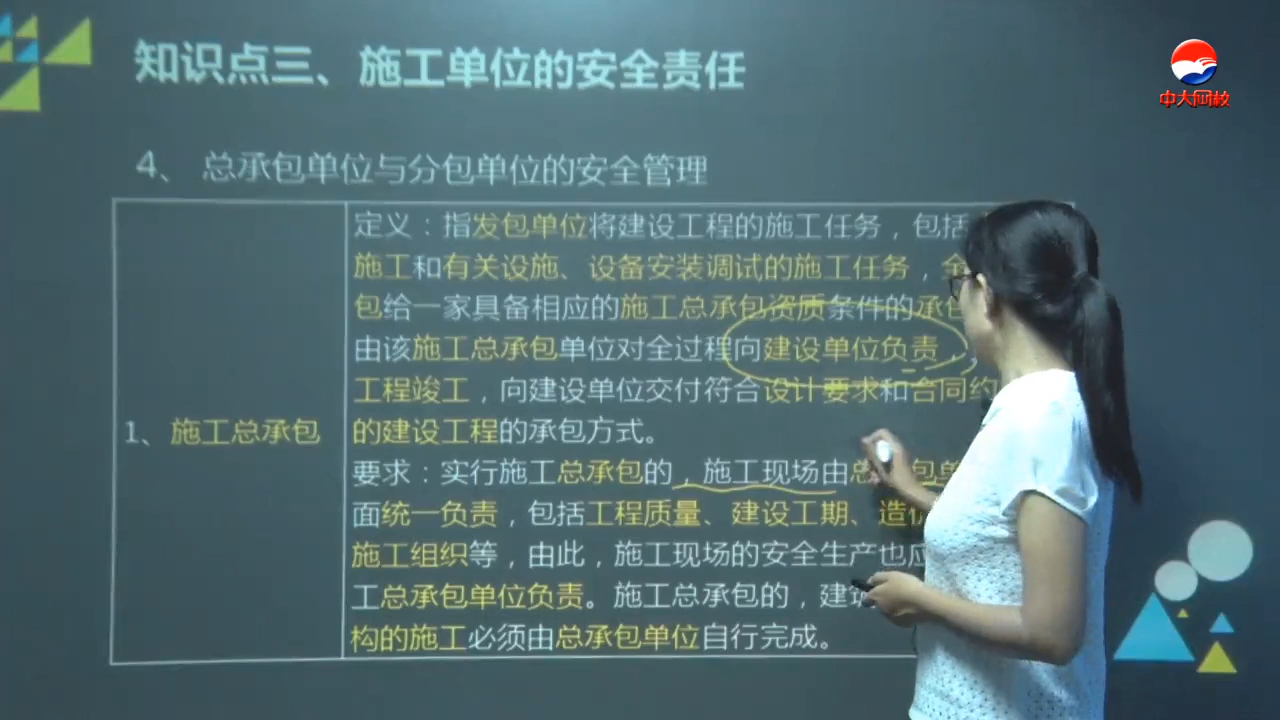 知识点三、施工单位的安全责任
中大网校
4、 总承包单位与分包单位的安全管理
1、施工总承包
定义：指发包单位将建设工程的施工任务，包括
施工和有关设施、设备安装调试的施工任务，全
包给一家具备相应的施工总承包资质条件的承包
由该施工总承包单位对全过程向建设单位负责，
工程竣工，向建设单位交付符合设计要求和合同约
的建设工程的承包方式。
要求：实行施工总承包的，施工现场由总 包单
面统一负责，包括工程质量、建设工期、造价
施工组织等，由此，施工现场的安全生产也应
工总承包单位负责。施工总承包的，建筑
构的施工必须由总承包单位自行完成。